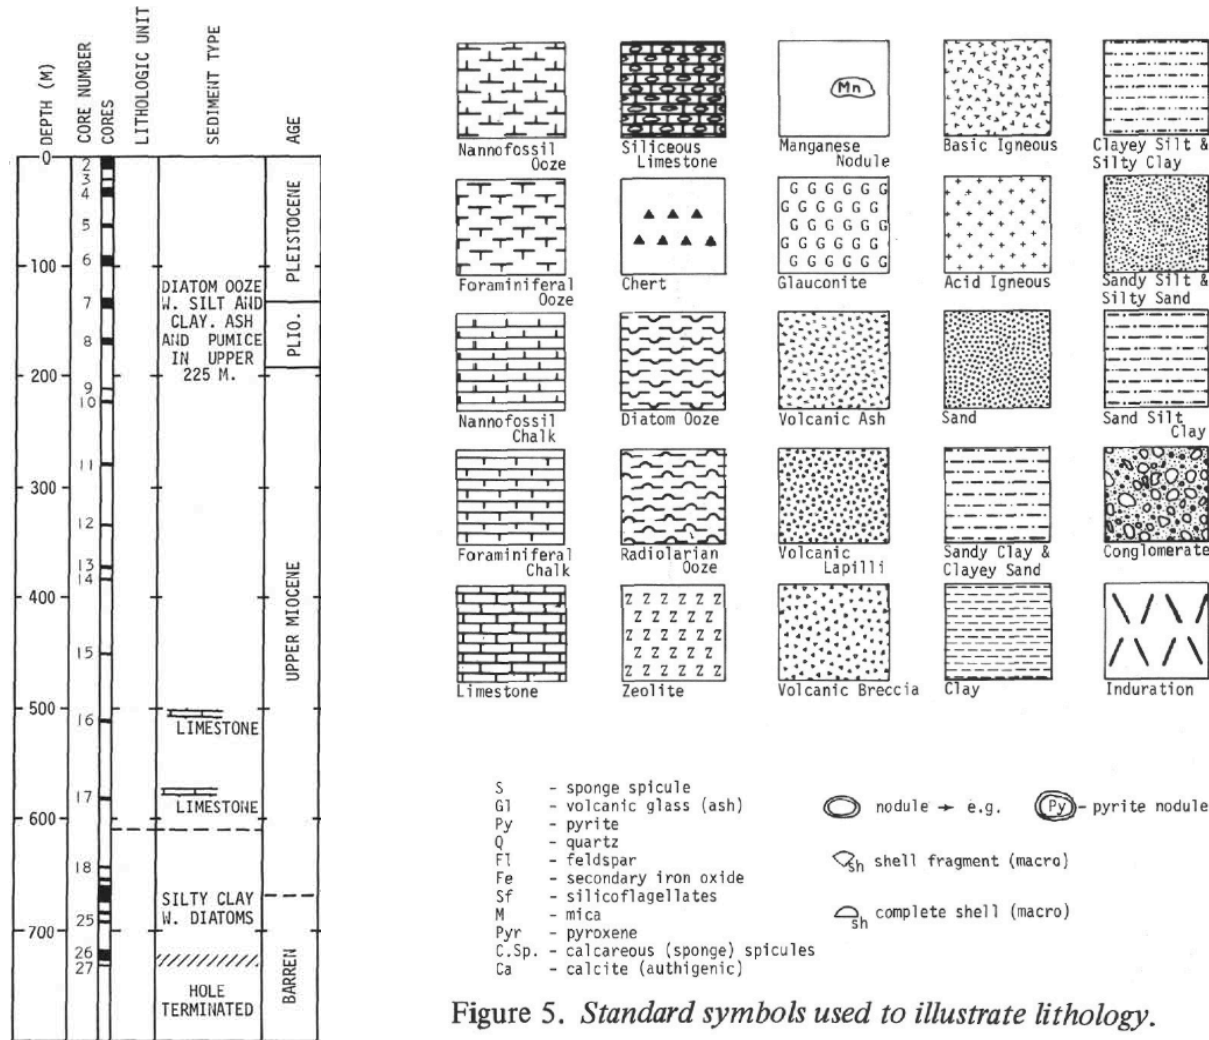 DEPTH (M)
CORE NUMBER
CORES
LITHOLOGIC UNIT
SEDIMENT TYPE
AGE
0
100
200
300
400
500
600
700
2
3
4
5
6
7
8
9
10
11
12
13
14
15
16
17
18
25
26
27
DIATOM OOZE
W. SILT AND
CLAY. ASH
AND PUMICE
IN UPPER
225 M.
LIMESTONE
LIMESTONE
SILTY CLAY
W. DIATOMS
HOLE
TERMINATED
PLEISTOCENE
PLIO.
UPPER MIOCENE
BARREN
Nannofossil
Ooze
Siliceous
Limestone
Mn
Manganese
Nodule
Basic Igneous
Clayey Silt &
Silty Clay
Foraminiferal
Ooze
Chert
G G G G G G
G G G G G G
G G G G G G
G G G G G G
G G G G G G
Glauconite
Acid Igneous
Sandy Silt &
Silty Sand
Nannofossil
Chalk
Diatom Ooze
Volcanic Ash
Sand
Sand Silt
Clay
Foraminiferal
Chalk
Radiolarian
Ooze
Volcanic
Lapilli
Sandy Clay &
Clayey Sand
Conglomerate
Limestone
Z Z Z Z Z Z
Z Z Z Z Z
Z Z Z Z Z Z
Z Z Z Z Z
Z Z Z Z Z Z
Zeolite
Volcanic Breccia
Clay
Induration
S - sponge spicule
Gl - volcanic glass (ash)
Py - pyrite
Q - quartz
Fl - feldspar
Fe - secondary iron oxide
Sf - silicoflagellates
M - mica
Pyr - pyroxene
C.Sp. - calcareous (sponge) spicules
Ca - calcite (authigenic)
nodule → e.g. Py - pyrite nodule
sh shell fragment (macro)
sh complete shell (macro)
Figure 5. Standard symbols used to illustrate lithology.